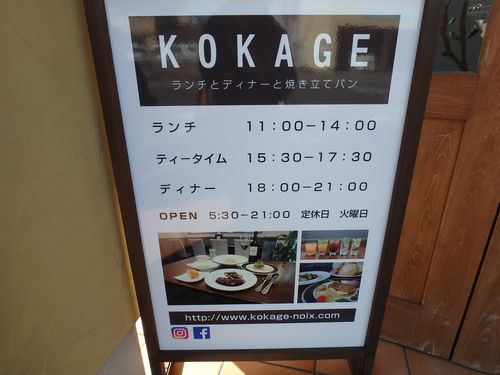 KOKAGE
ランチとディナーと焼き立てパン
ランチ 11：00－14：00
ティータイム 15：30－17：30
ディナー 18：00－21：00
OPEN 5:30－21:00 定休日 火曜日
http://www.kokage-noix.com